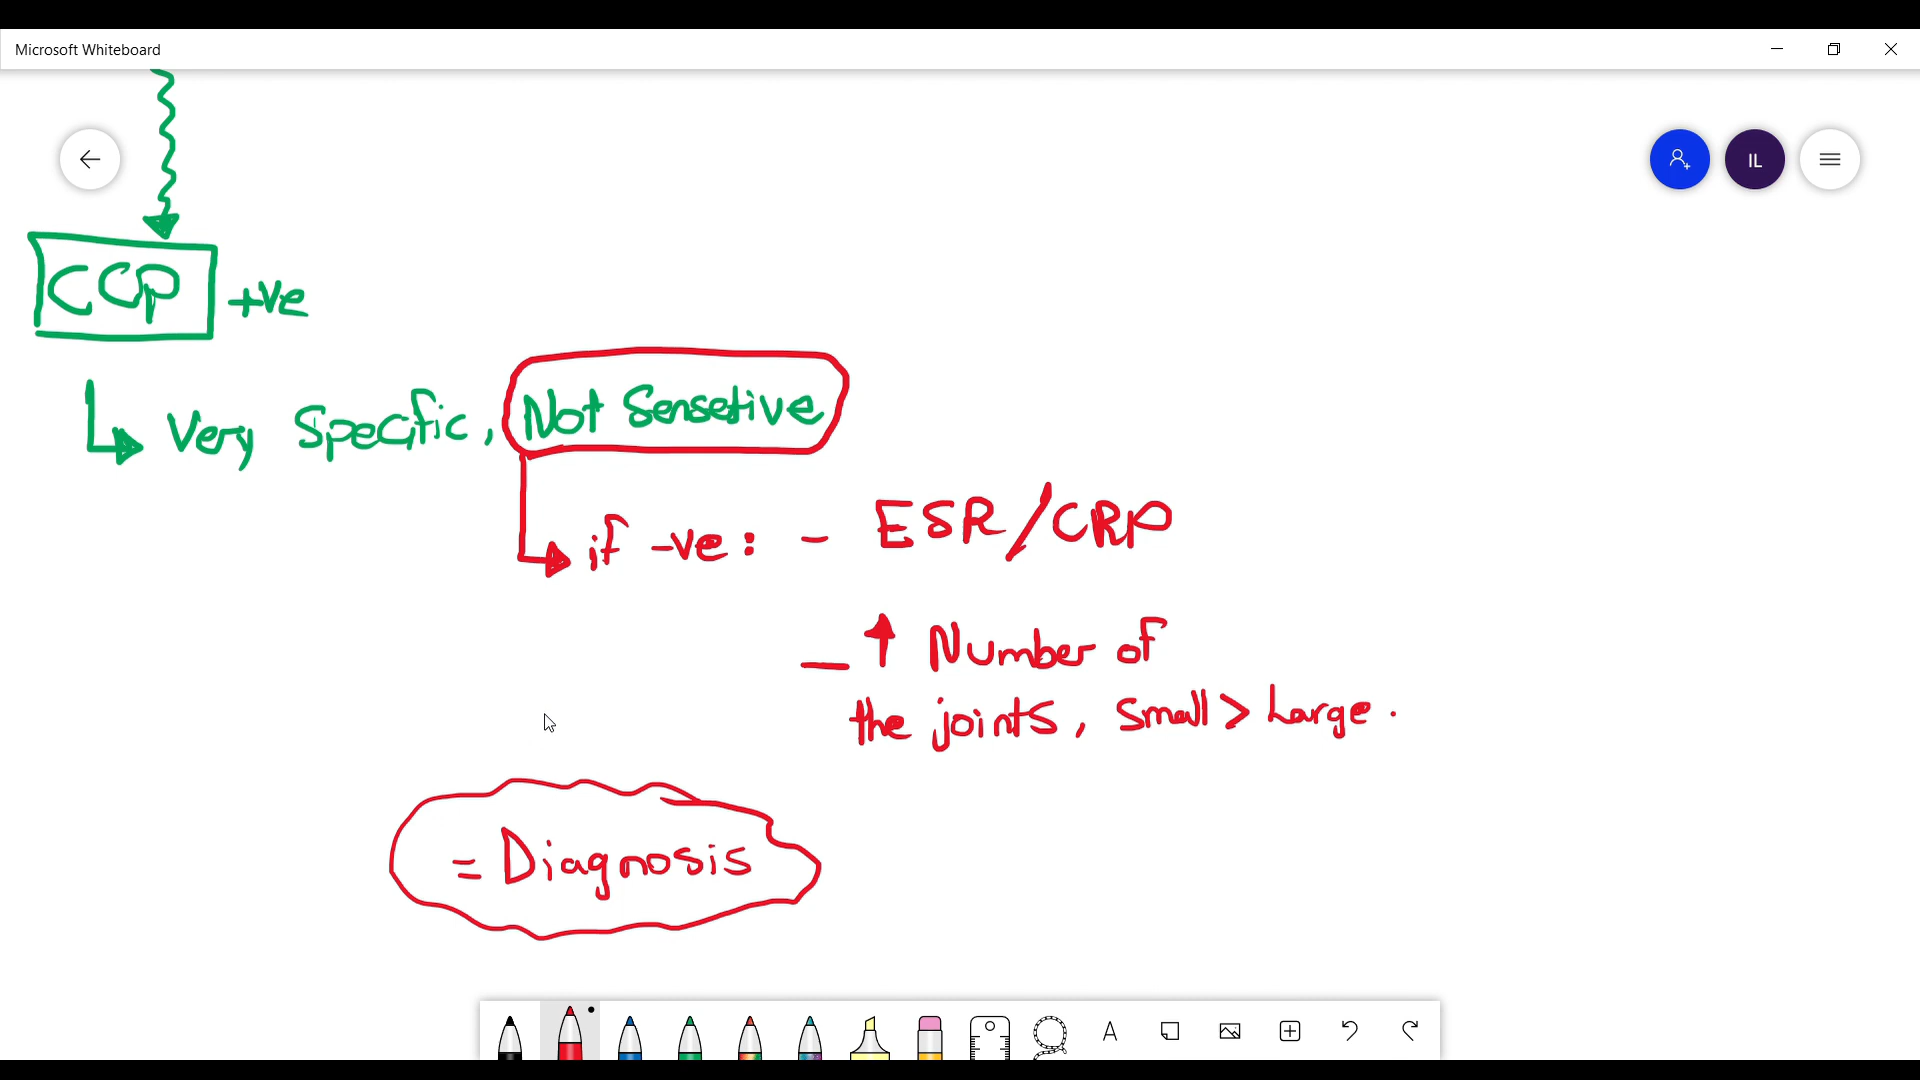 Microsoft Whiteboard
IL
CCP +ve
Very Specific, Not Sensetive
if -ve: - ESR/CRP
- ↑ Number of
the joints, Small > Large.
= Diagnosis
A